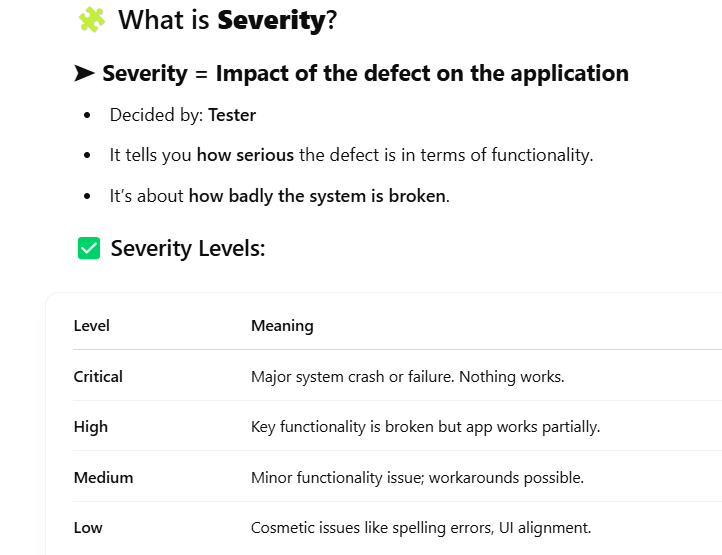 🧩 What is Severity?
➤ Severity = Impact of the defect on the application
• Decided by: Tester
• It tells you how serious the defect is in terms of functionality.
• It’s about how badly the system is broken.
✅ Severity Levels:
Level Meaning
Critical Major system crash or failure. Nothing works.
High Key functionality is broken but app works partially.
Medium Minor functionality issue; workarounds possible.
Low Cosmetic issues like spelling errors, UI alignment.